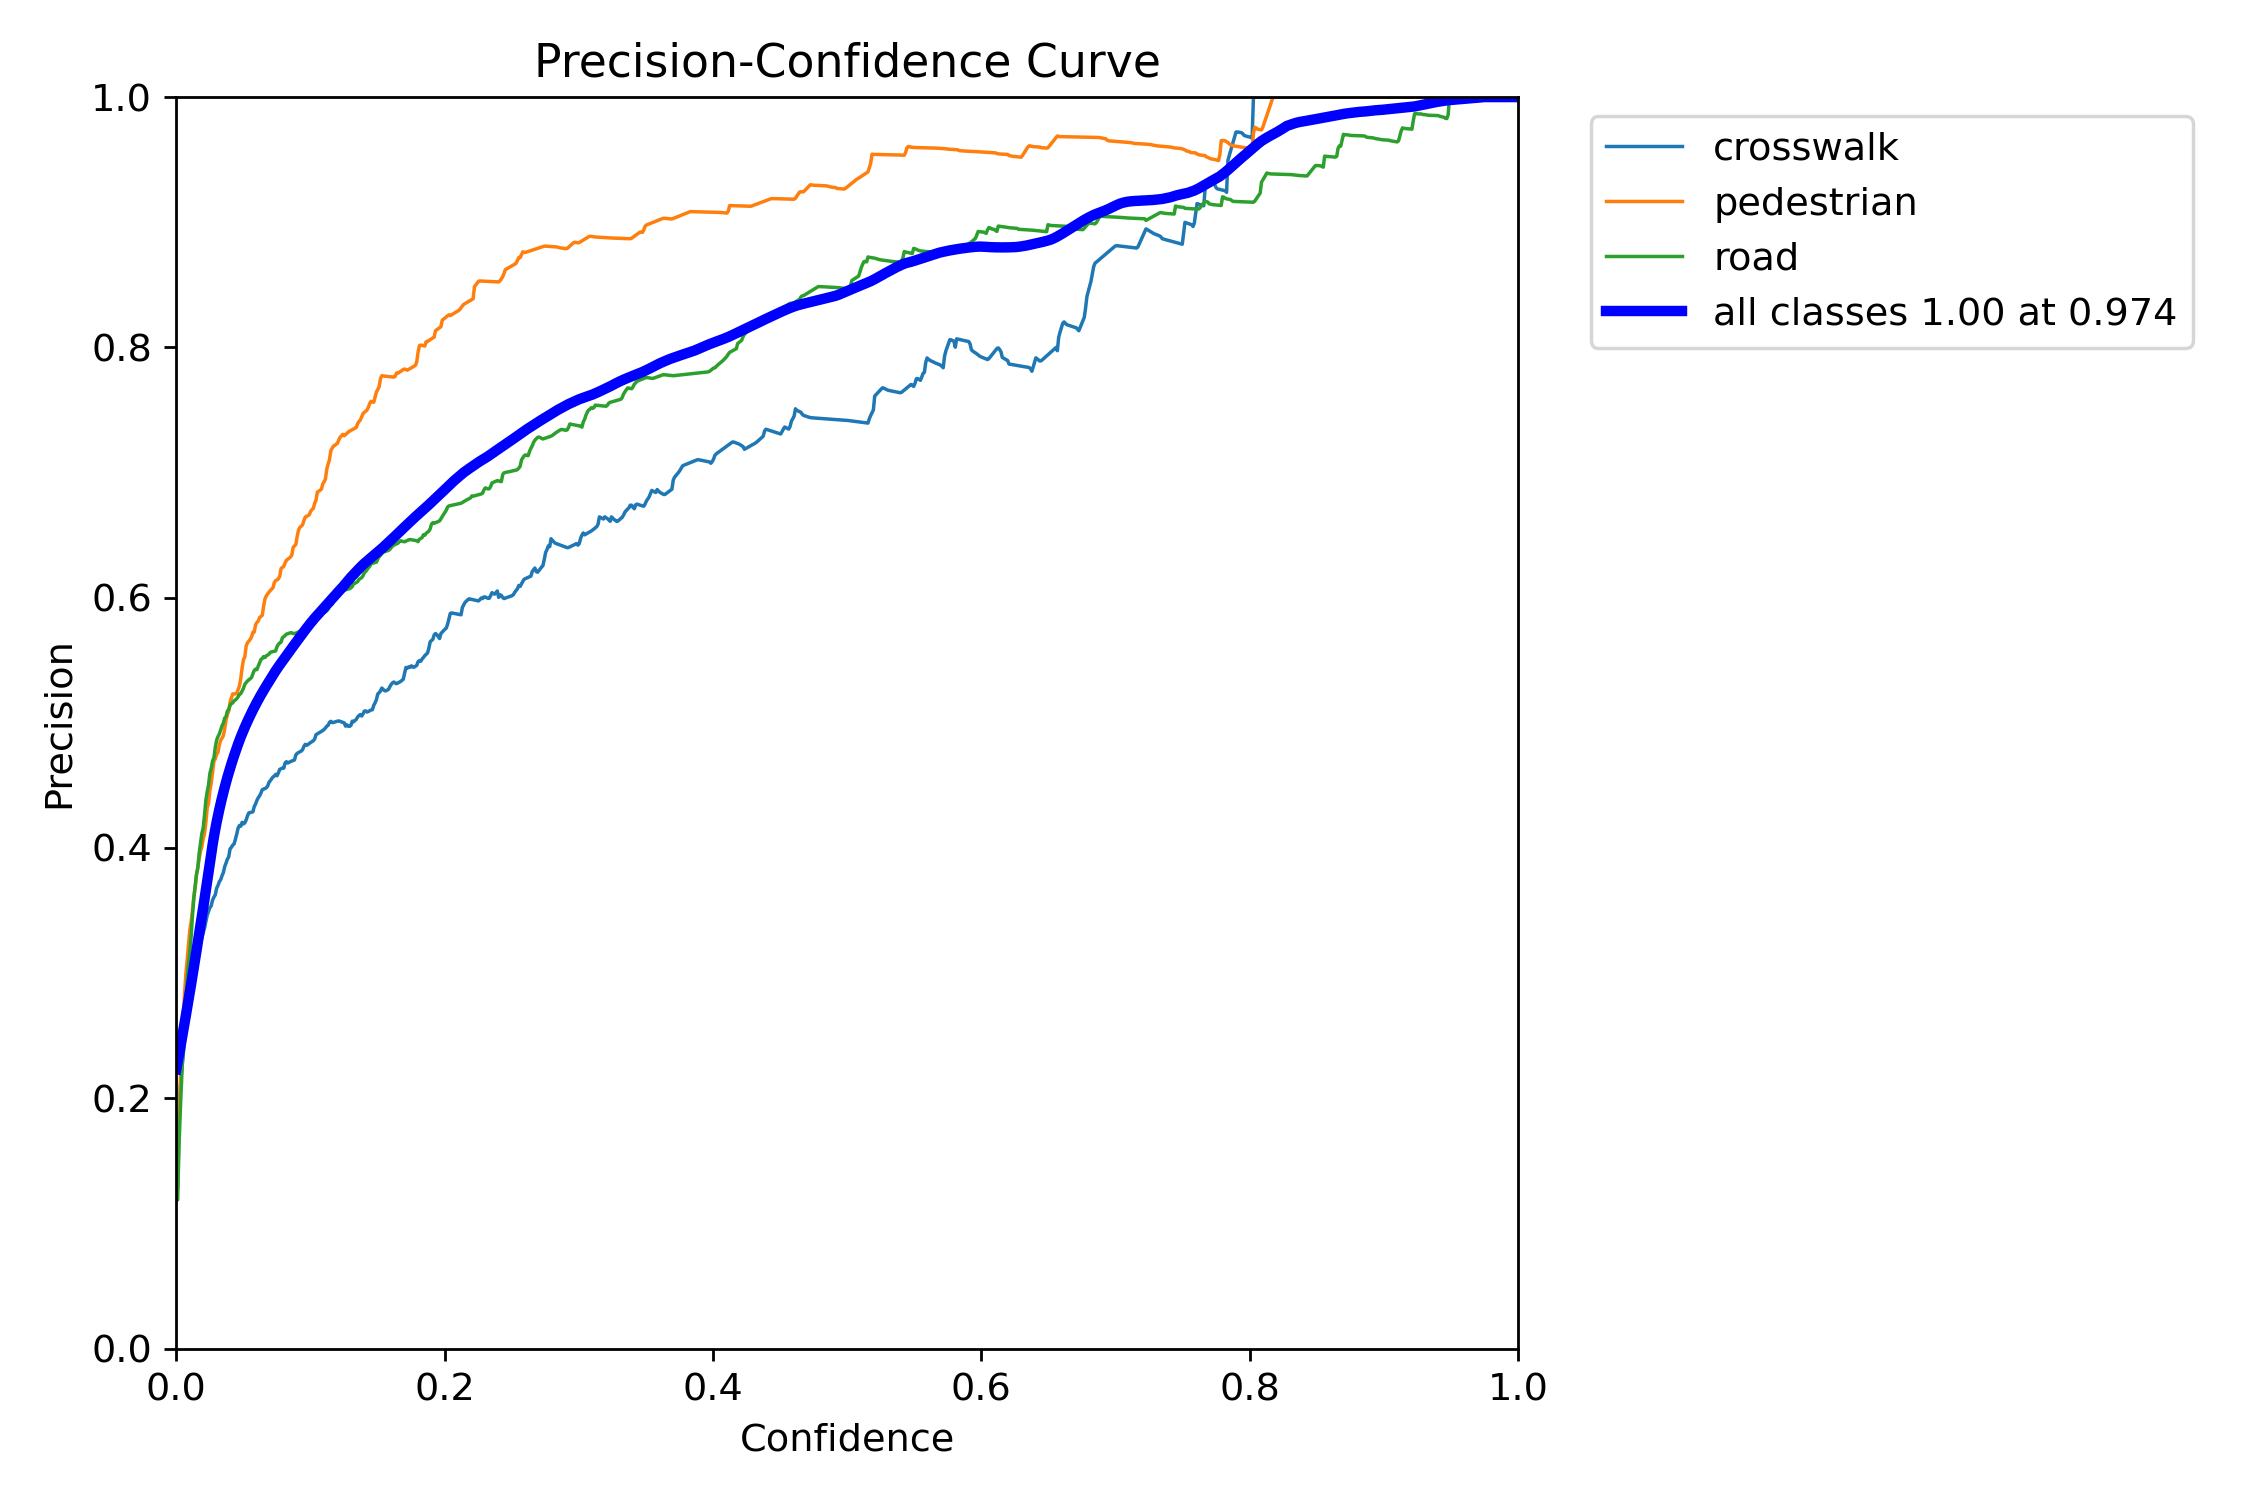 Precision-Confidence Curve
1.0
0.8
0.6
0.4
0.2
0.0
Precision
0.0 0.2 0.4 0.6 0.8 1.0
Confidence
crosswalk
pedestrian
road
all classes 1.00 at 0.974